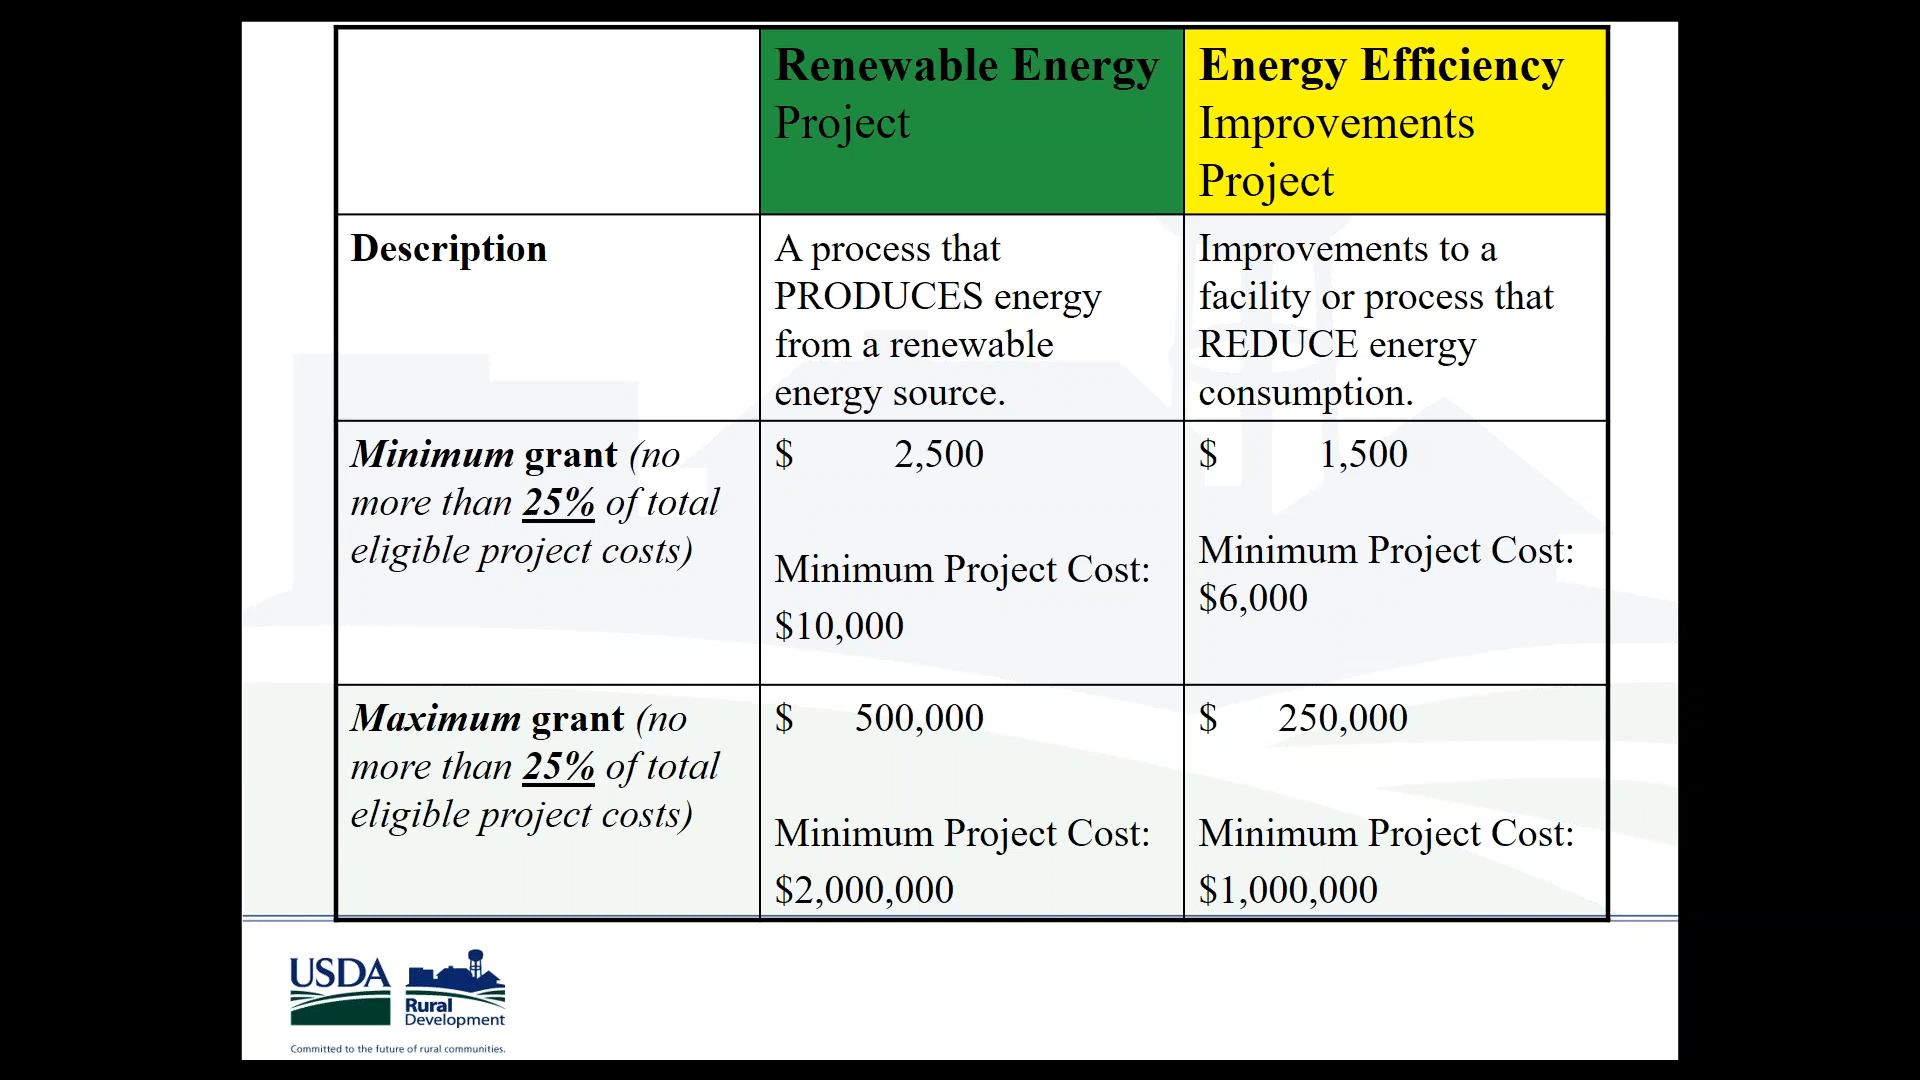 Renewable Energy
Project
Energy Efficiency
Improvements
Project
Description
A process that
PRODUCES energy
from a renewable
energy source.
Improvements to a
facility or process that
REDUCE energy
consumption.
Minimum grant (no
more than 25% of total
eligible project costs)
$ 2,500
Minimum Project Cost:
$10,000
$ 1,500
Minimum Project Cost:
$6,000
Maximum grant (no
more than 25% of total
eligible project costs)
$ 500,000
Minimum Project Cost:
$2,000,000
$ 250,000
Minimum Project Cost:
$1,000,000
USDA
Rural
Development
Committed to the future of rural communities.